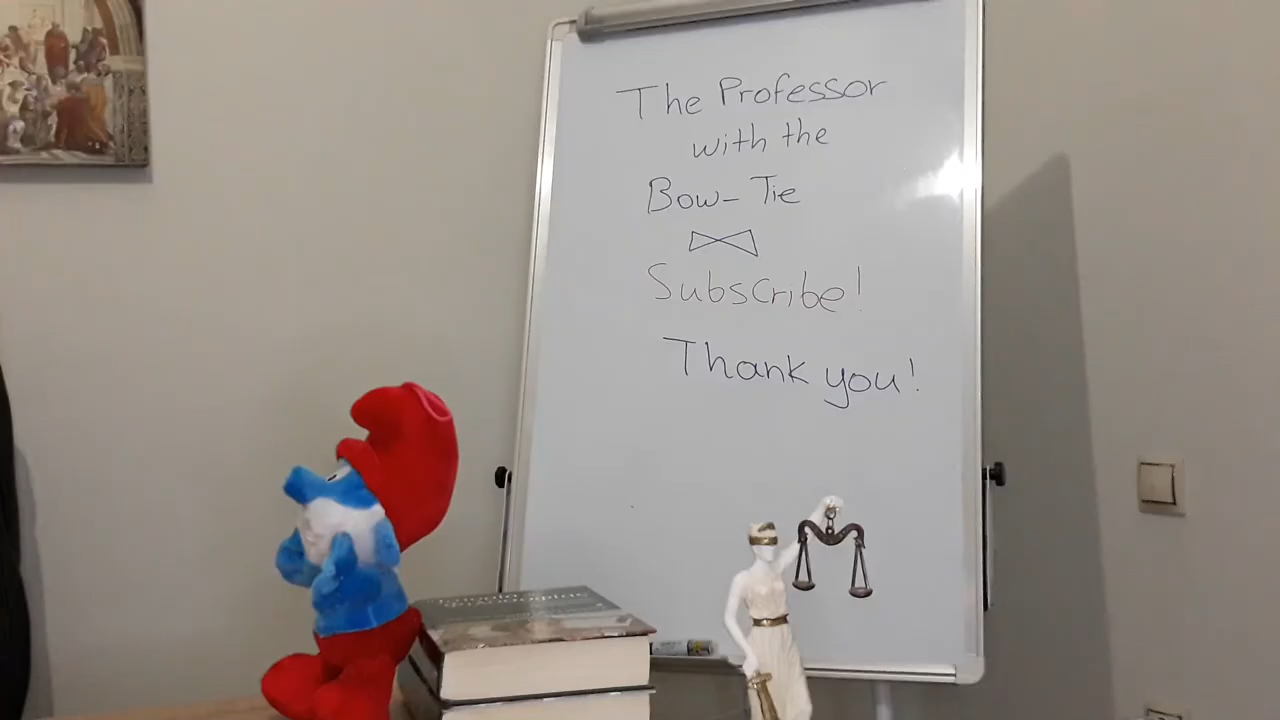 The Professor
with the
Bow-Tie
Subscribe!
Thank you!